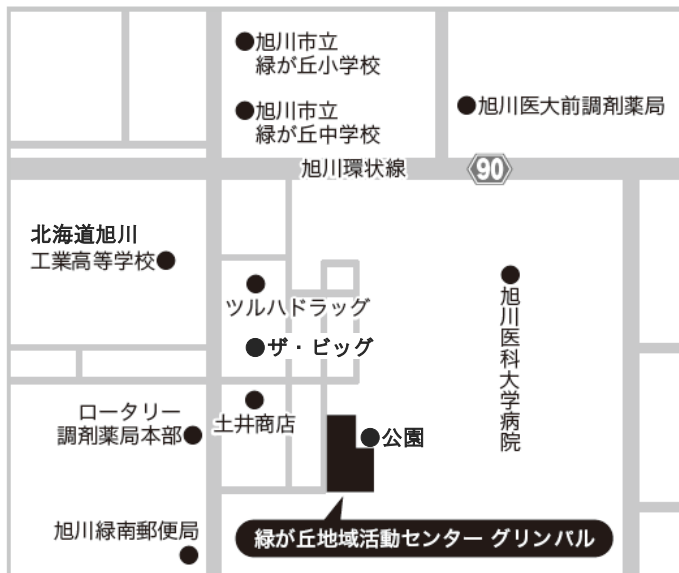 旭川市立
緑が丘小学校
旭川市立
緑が丘中学校
旭川医大前調剤薬局
旭川環状線
90
北海道旭川
工業高等学校
ツルハドラッグ
ザ・ビッグ
旭川医科大学病院
土井商店
ロータリー
調剤薬局本部
公園
旭川緑南郵便局
緑が丘地域活動センター グリンパル